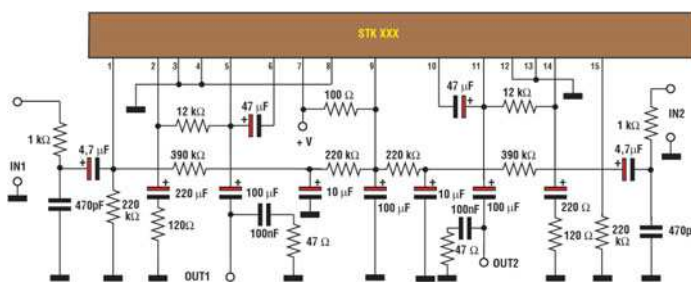 STK XXX
1 2 3 4 5 6 7 8 9 10 11 12 13 14 15
47 µF
100 Ω
47 µF
12 kΩ
12 kΩ
+ V
IN2
1 kΩ
1 kΩ
4,7 µF
4,7µF
390 kΩ
220 kΩ
220 kΩ
390 kΩ
IN1
470pF
220 kΩ
220 µF
100 µF
10 µF
100 µF
10 µF
100 µF
220 Ω
120Ω
100nF
47 Ω
100nF
47 Ω
120 Ω
220 kΩ
470p
OUT1
OUT2